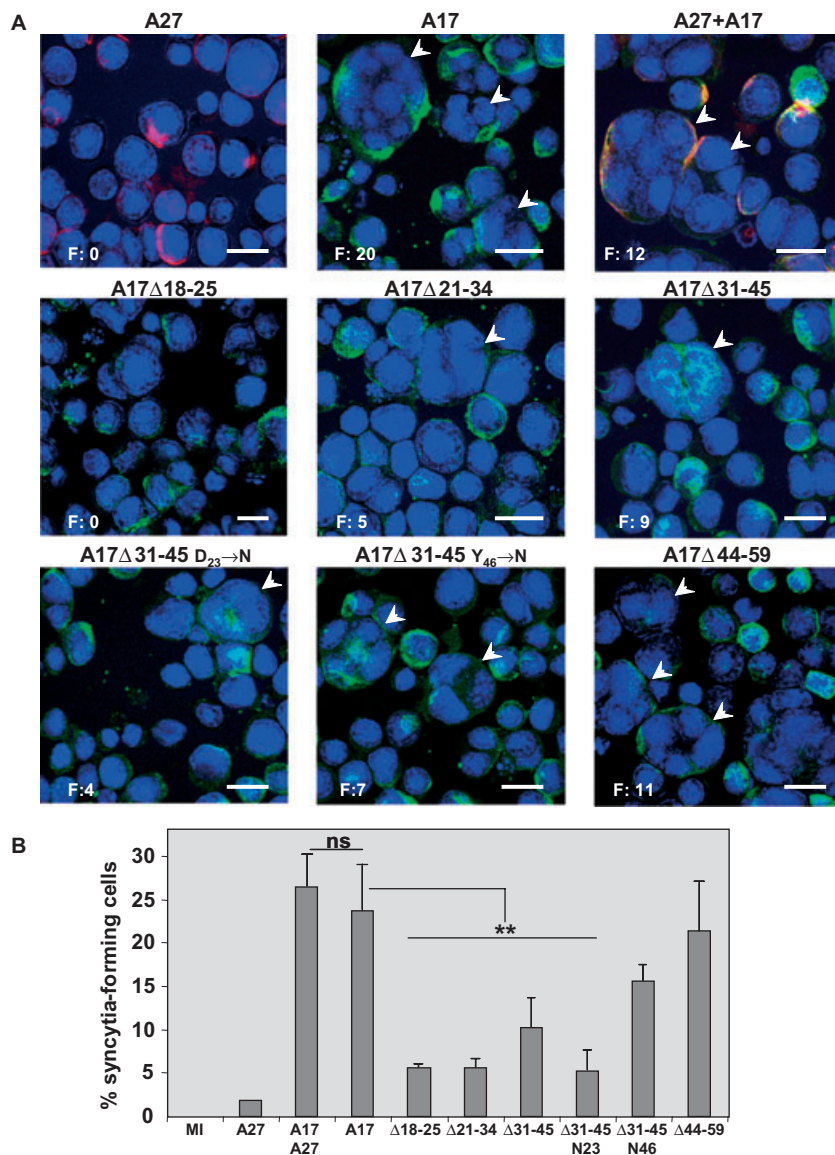 A
A27 A17 A27+A17
F: 0 F: 20 F: 12
A17Δ18-25 A17Δ21-34 A17Δ31-45
F: 0 F: 5 F: 9
A17Δ31-45 D23→N A17Δ 31-45 Y46→N A17Δ44-59
F:4 F:7 F: 11
B
% syncytia-forming cells
30
25
20
15
10
5
0
ns
**
MI A27 A17 A17 Δ18-25 Δ21-34 Δ31-45 Δ31-45 Δ31-45 Δ44-59
A27 N23 N46